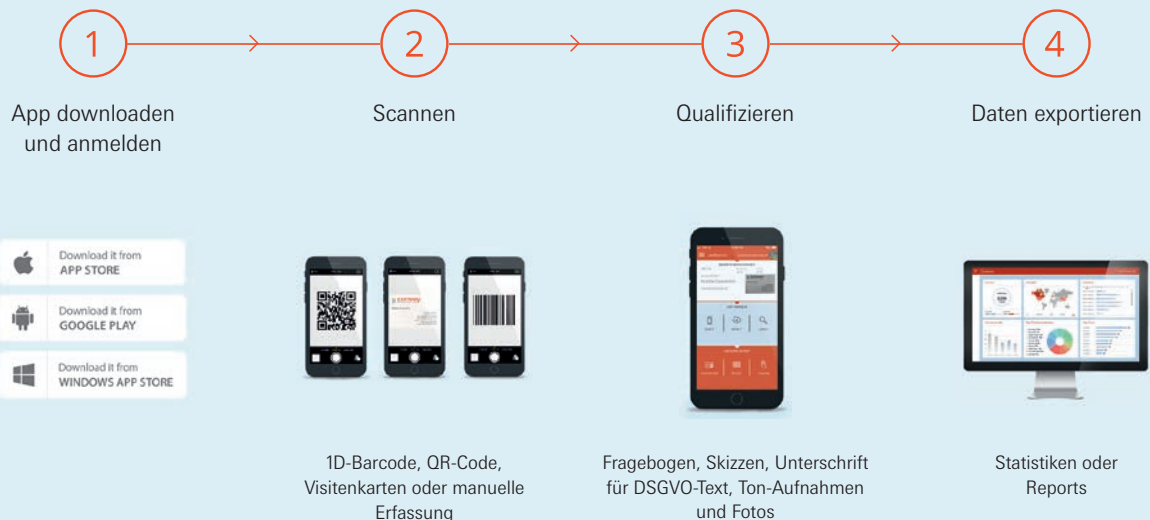 1
2
3
4
App downloaden
und anmelden
Scannen
Qualifizieren
Daten exportieren
Download it from
APP STORE
Download it from
GOOGLE PLAY
Download it from
WINDOWS APP STORE
1D-Barcode, QR-Code,
Visitenkarten oder manuelle
Erfassung
Fragebogen, Skizzen, Unterschrift
für DSGVO-Text, Ton-Aufnahmen
und Fotos
Statistiken oder
Reports